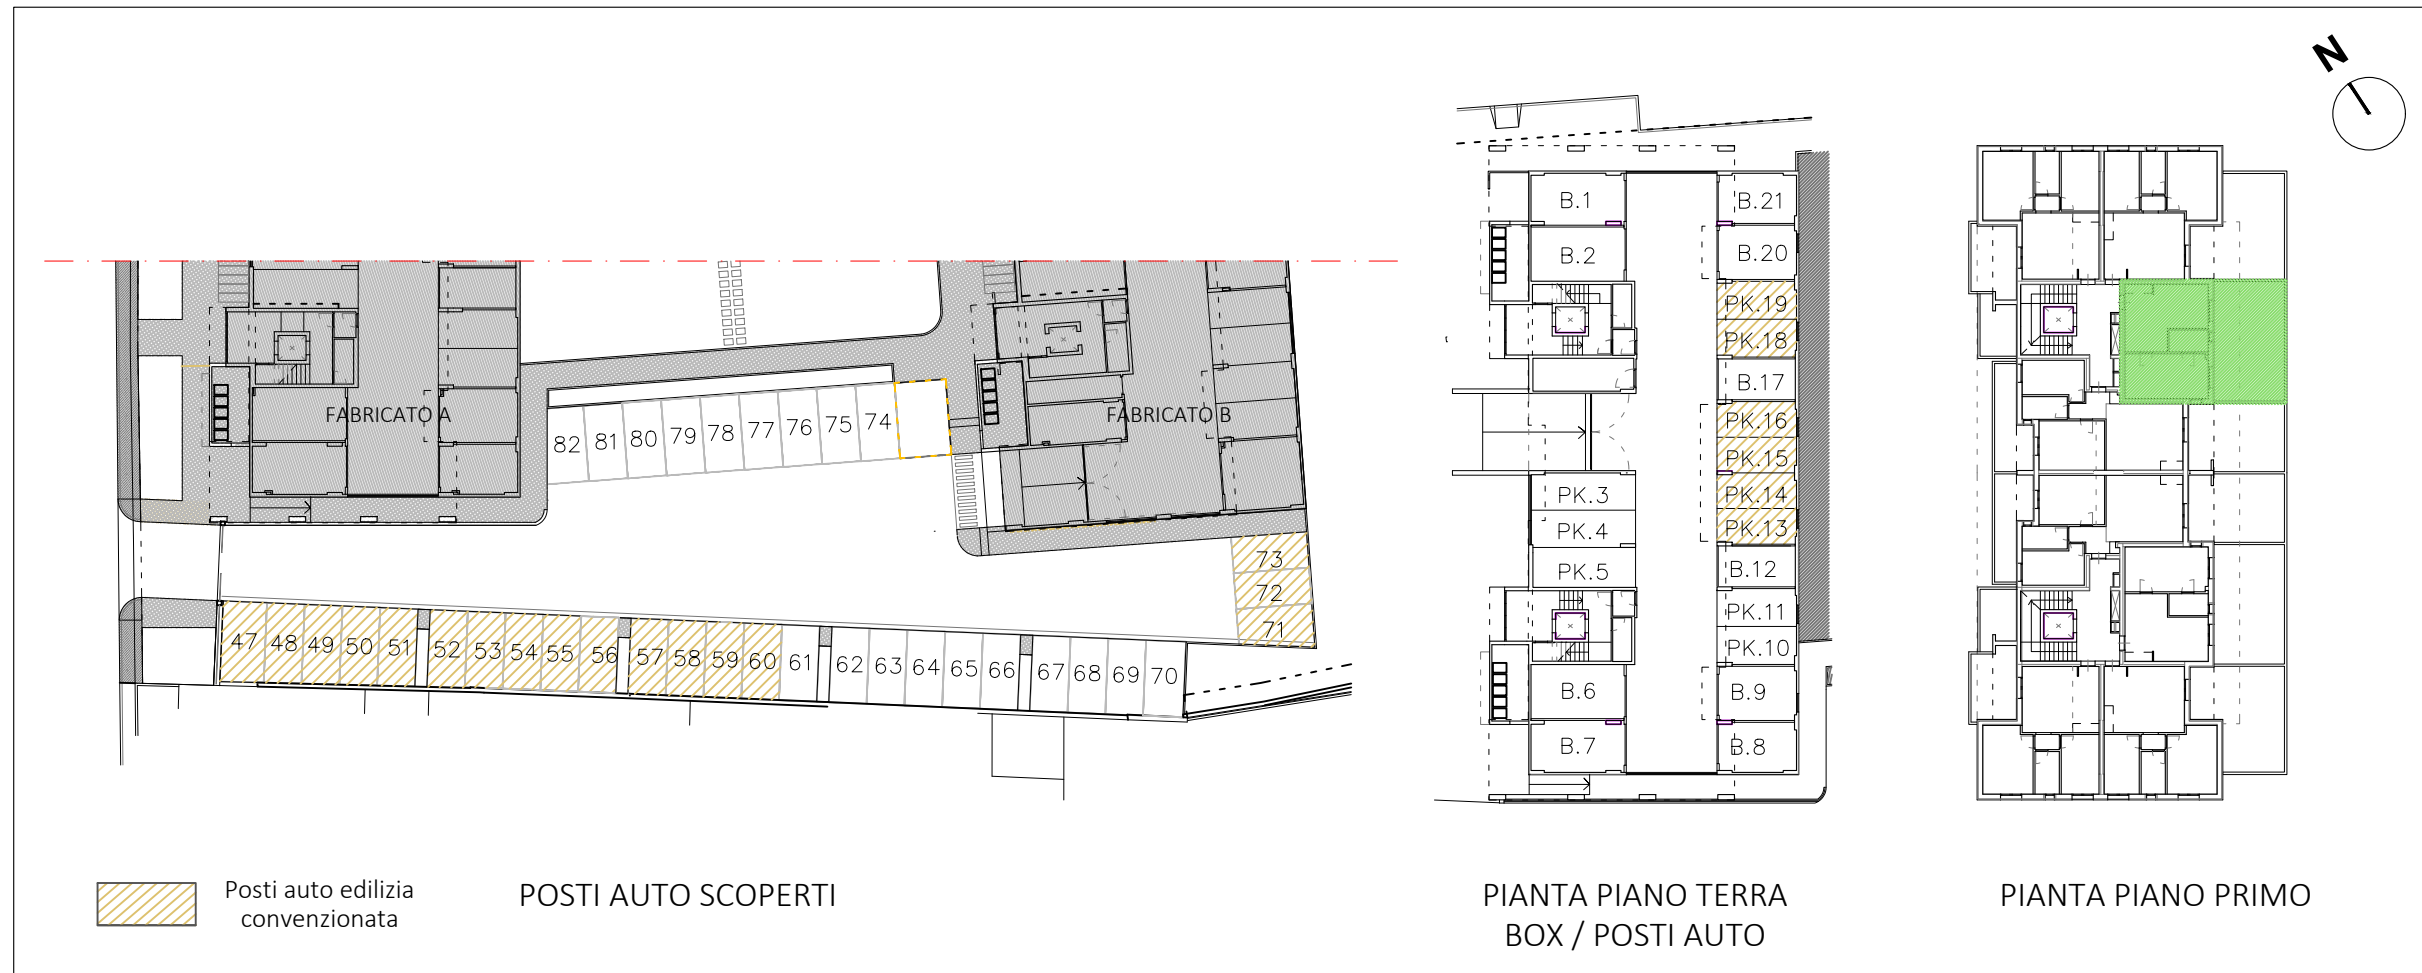 N
FABRICATO A
FABRICATO B
82
81
80
79
78
77
76
75
74
73
72
71
47
48
49
50
51
52
53
54
55
56
57
58
59
60
61
62
63
64
65
66
67
68
69
70
B.1
B.21
B.2
B.20
PK.19
PK.18
B.17
PK.16
PK.15
PK.3
PK.14
PK.4
PK.13
PK.5
B.12
PK.11
PK.10
B.6
B.9
B.7
B.8
Posti auto edilizia
convenzionata
POSTI AUTO SCOPERTI
PIANTA PIANO TERRA
BOX / POSTI AUTO
PIANTA PIANO PRIMO